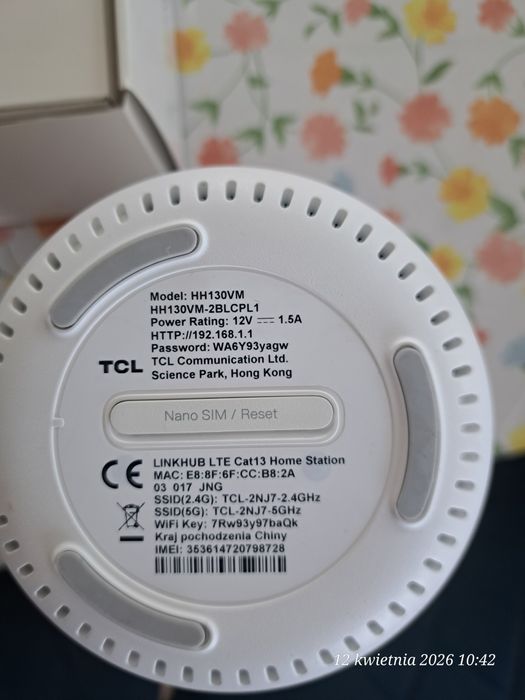 Model: HH130VM
HH130VM-2BLCPL1
Power Rating: 12V ⎓ 1.5A
HTTP://192.168.1.1
Password: WA6Y93yagw
TCL
TCL Communication Ltd.
Science Park, Hong Kong
Nano SIM / Reset
CE
LINKHUB LTE Cat13 Home Station
MAC: E8:8F:6F:CC:B8:2A
03 017 JNG
SSID(2.4G): TCL-2NJ7-2.4GHz
SSID(5G): TCL-2NJ7-5GHz
WiFi Key: 7Rw93y97baQk
Kraj pochodzenia Chiny
IMEI: 353614720798728
12 kwietnia 2026 10:42